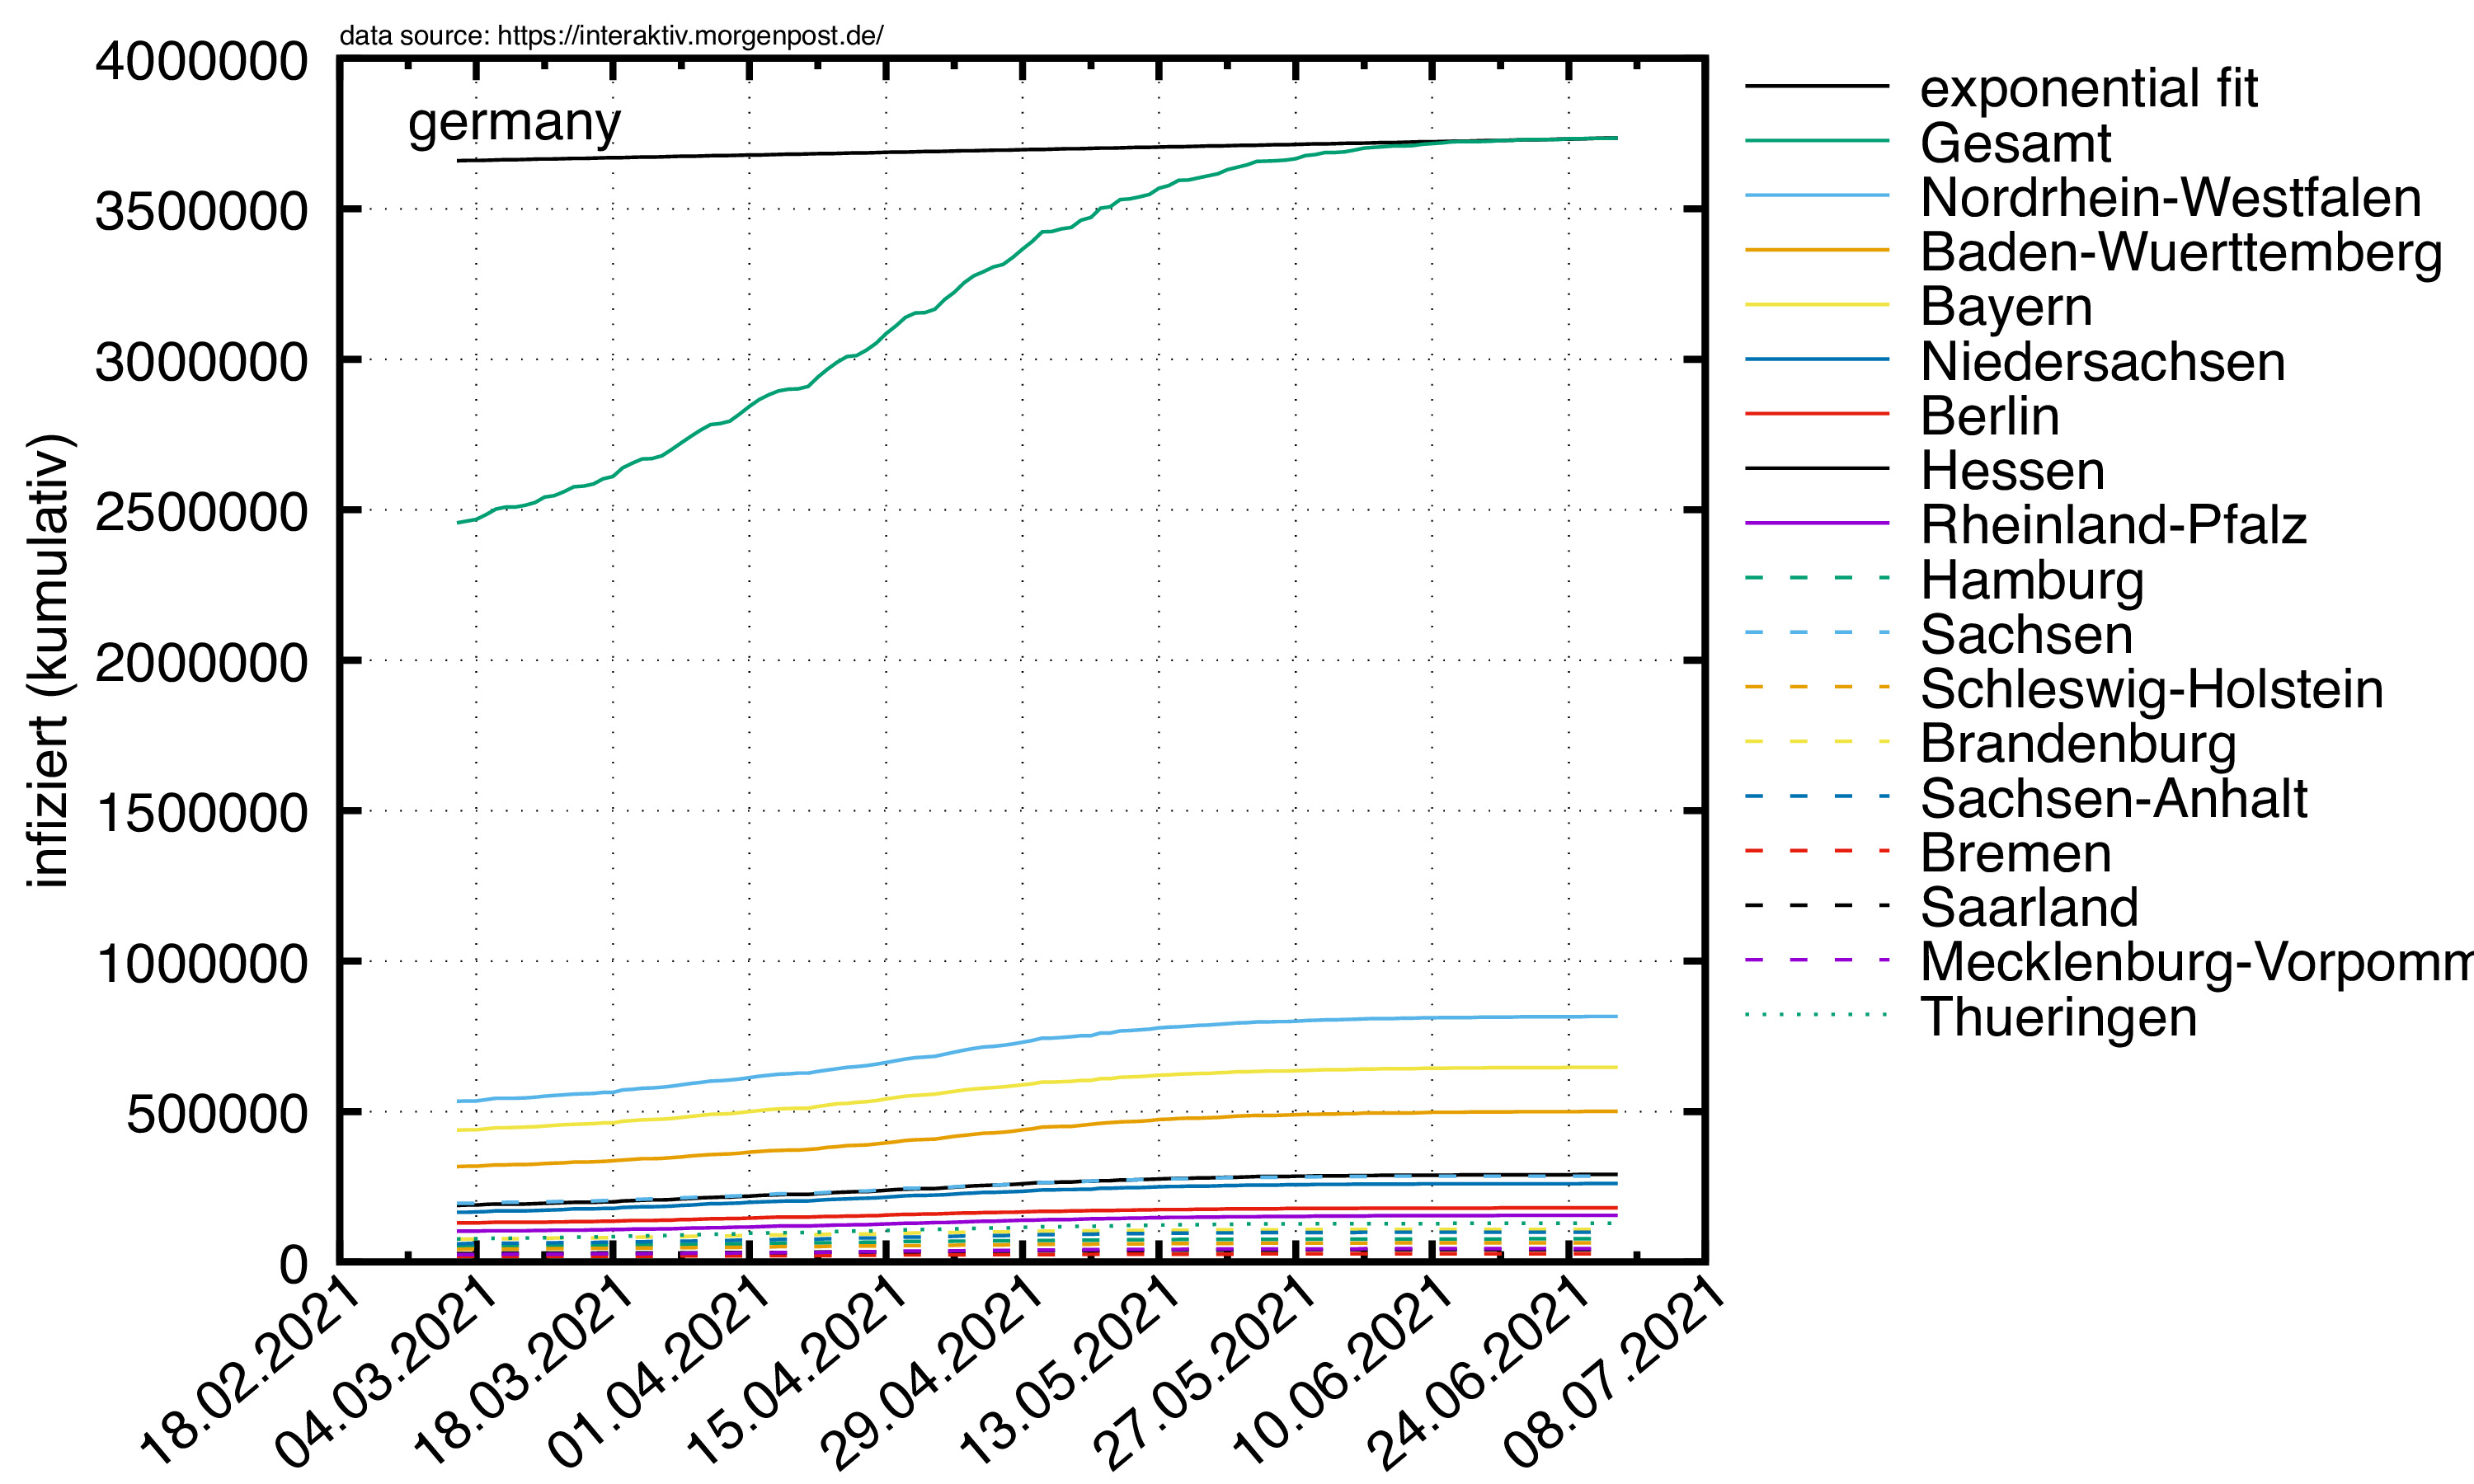 data source: https://interaktiv.morgenpost.de/
4000000
3500000
3000000
2500000
2000000
1500000
1000000
500000
0
infiziert (kumulativ)
germany
18.02.2021
04.03.2021
18.03.2021
01.04.2021
15.04.2021
29.04.2021
13.05.2021
27.05.2021
10.06.2021
24.06.2021
08.07.2021
exponential fit
Gesamt
Nordrhein-Westfalen
Baden-Wuerttemberg
Bayern
Niedersachsen
Berlin
Hessen
Rheinland-Pfalz
Hamburg
Sachsen
Schleswig-Holstein
Brandenburg
Sachsen-Anhalt
Bremen
Saarland
Mecklenburg-Vorpomm
Thueringen